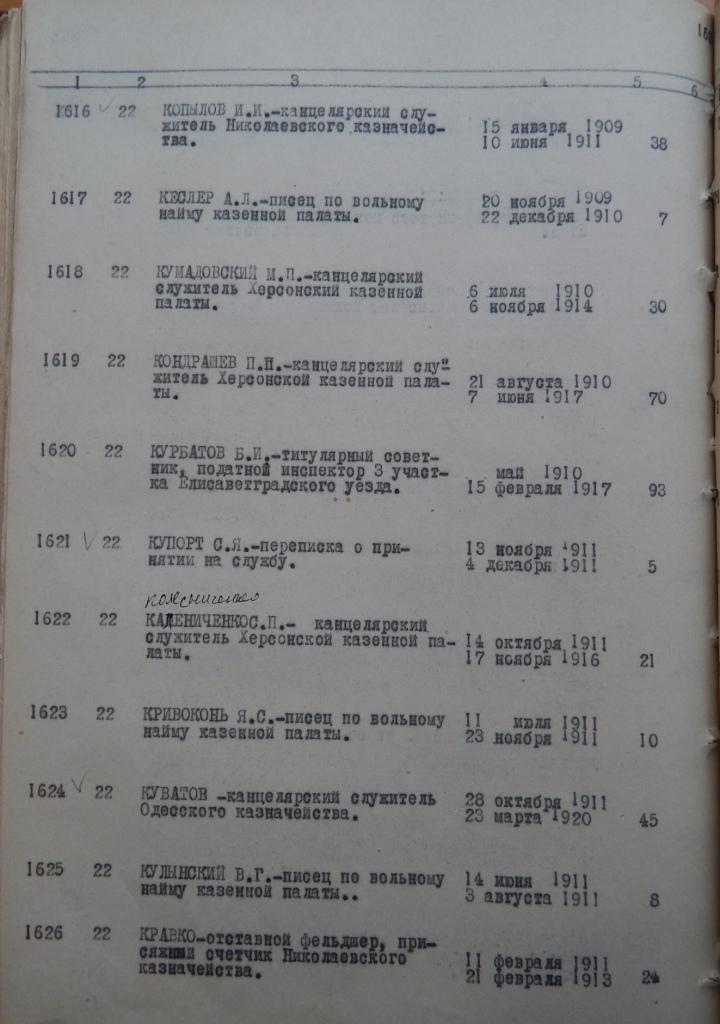 1 2 3 4 5 6
1616 22 КОПЫЛОВ И.И.-канцелярский слу-
житель Николаевского казначейс- 15 января 1909
тва. 10 июня 1911 38
1617 22 КЕСЛЕР А.Л.-писец по вольному 20 ноября 1909
найму казенной палаты. 22 декабря 1910 7
1618 22 КУМАДОВСКИЙ М.П.-канцелярский
служитель Херсонский казенной 6 июля 1910
палаты. 6 ноября 1914 30
1619 22 КОНДРАШЕВ П.Н.-канцелярский слу-
житель Херсонской казенной пала- 21 августа 1910
ты. 7 июня 1917 70
1620 22 КУРБАТОВ Б.И.-титулярный совет-
ник, податной инспектор 3 участ- май 1910
ка Елисаветградского уезда. 15 февраля 1917 93
1621 22 КУПОРТ С.Я.-переписка о при- 13 ноября 1911
нятии на службу. 4 декабря 1911 5
1622 22 КАДЕНИЧЕНКОС.П.- канцелярский
служитель Херсонской казенной па- 14 октября 1911
латы. 17 ноября 1916 21
1623 22 КРИВОКОНЬ Я.С.-писец по вольному 11 июля 1911
найму казенной палаты. 23 ноября 1911 10
1624 22 КУВАТОВ -канцелярский служитель 28 октября 1911
Одесского казначейства. 23 марта 1920 45
1625 22 КУЛЫНСКИЙ В.Г.-писец по вольному 14 июня 1911
найму казенной палаты.. 3 августа 1911 8
1626 22 КРАВКО-отставной фельдшер, при-
сяжный счетчик Николаевского 11 февраля 1911
казначейства. 21 февраля 1913 24